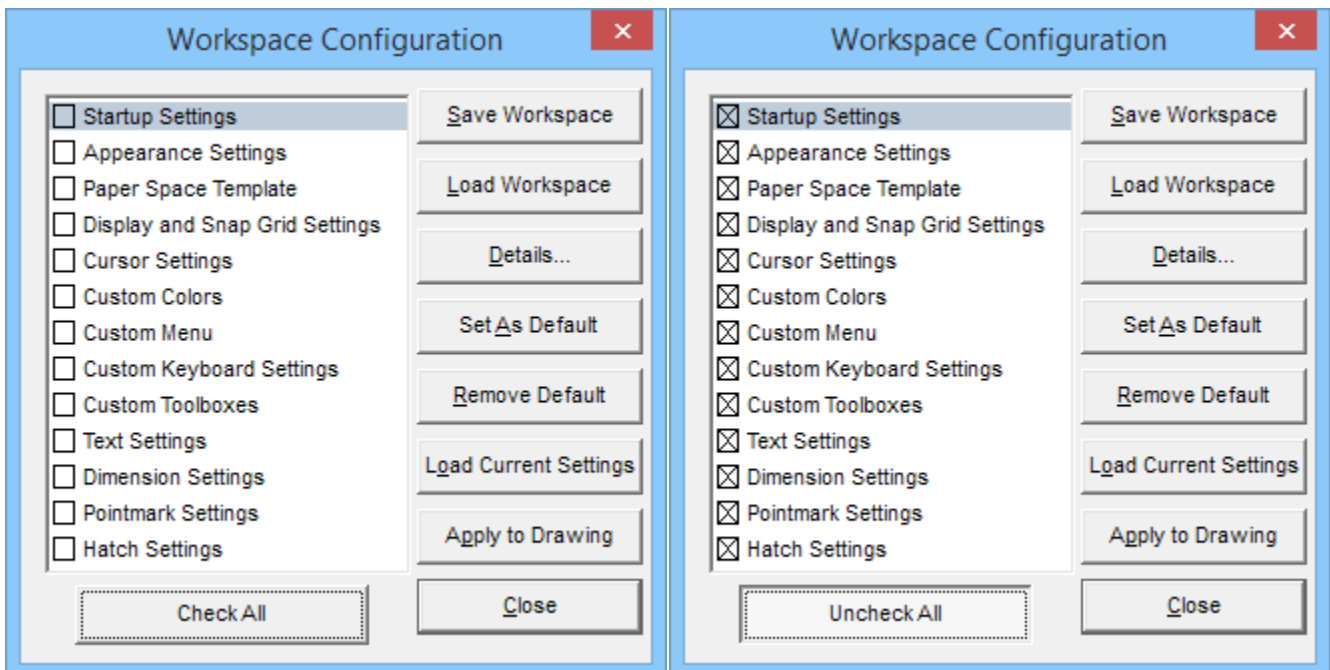 Workspace Configuration
Startup Settings
Appearance Settings
Paper Space Template
Display and Snap Grid Settings
Cursor Settings
Custom Colors
Custom Menu
Custom Keyboard Settings
Custom Toolboxes
Text Settings
Dimension Settings
Pointmark Settings
Hatch Settings
Check All
Save Workspace
Load Workspace
Details...
Set As Default
Remove Default
Load Current Settings
Apply to Drawing
Close
Workspace Configuration
Startup Settings
Appearance Settings
Paper Space Template
Display and Snap Grid Settings
Cursor Settings
Custom Colors
Custom Menu
Custom Keyboard Settings
Custom Toolboxes
Text Settings
Dimension Settings
Pointmark Settings
Hatch Settings
Uncheck All
Save Workspace
Load Workspace
Details...
Set As Default
Remove Default
Load Current Settings
Apply to Drawing
Close